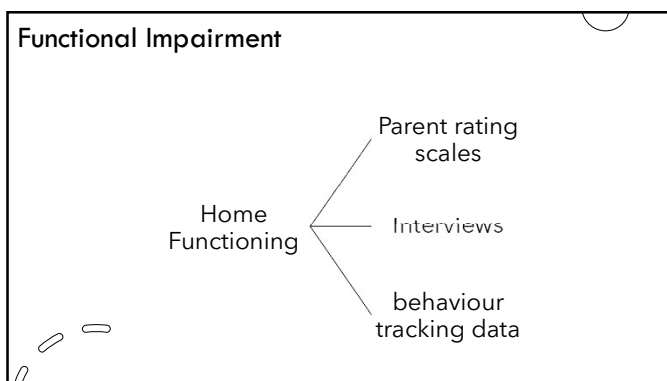 Functional Impairment
Parent rating
scales
Home
Functioning
Interviews
behaviour
tracking data